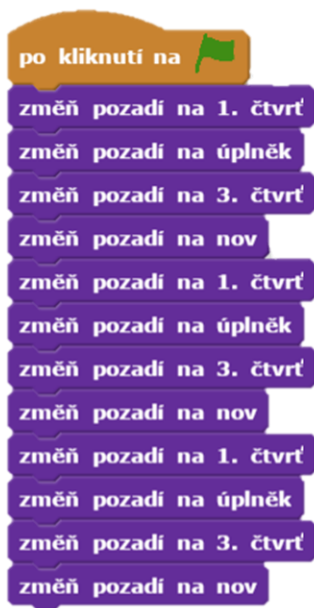 po kliknutí na
změň pozadí na 1. čtvrť
změň pozadí na úplněk
změň pozadí na 3. čtvrť
změň pozadí na nov
změň pozadí na 1. čtvrť
změň pozadí na úplněk
změň pozadí na 3. čtvrť
změň pozadí na nov
změň pozadí na 1. čtvrť
změň pozadí na úplněk
změň pozadí na 3. čtvrť
změň pozadí na nov